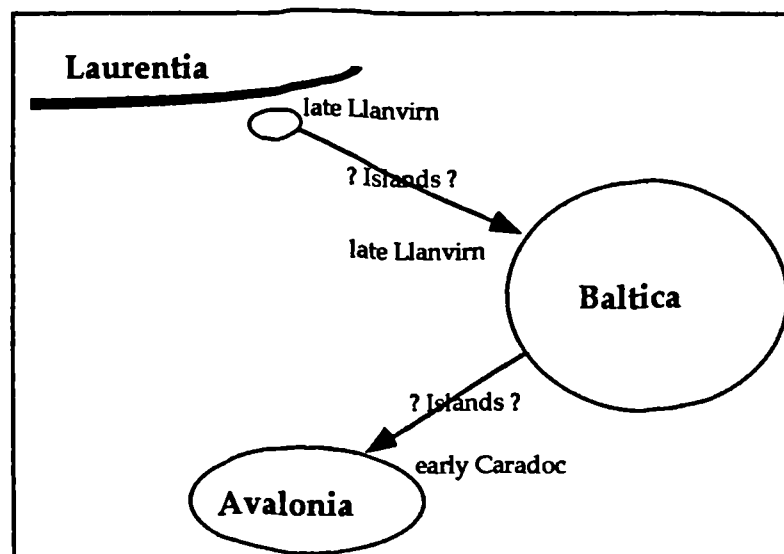 Laurentia
late Llanvirn
? Islands ?
late Llanvirn
Baltica
? Islands ?
early Caradoc
Avalonia